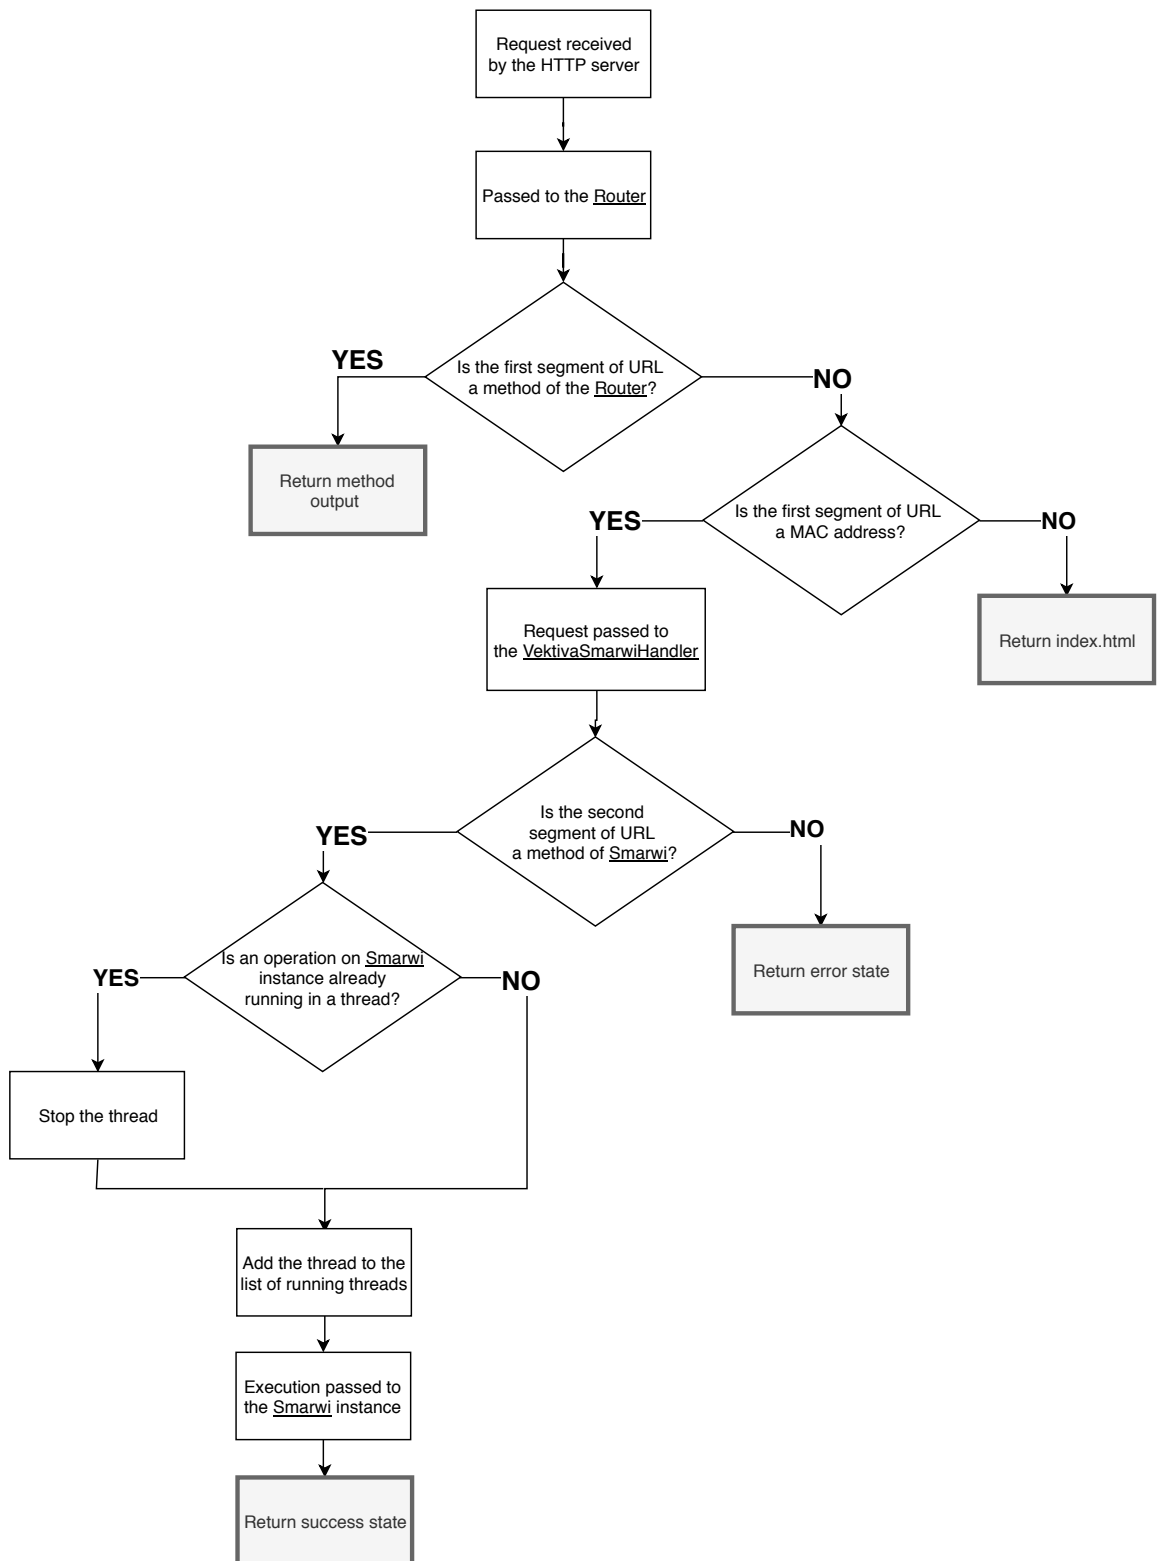 Request received
by the HTTP server
Passed to the Router
Is the first segment of URL
a method of the Router?
YES
NO
Return method
output
Is the first segment of URL
a MAC address?
YES
NO
Request passed to
the VektivaSmarwiHandler
Return index.html
Is the second
segment of URL
a method of Smarwi?
YES
NO
Is an operation on Smarwi
instance already
running in a thread?
YES
NO
Return error state
Stop the thread
Add the thread to the
list of running threads
Execution passed to
the Smarwi instance
Return success state